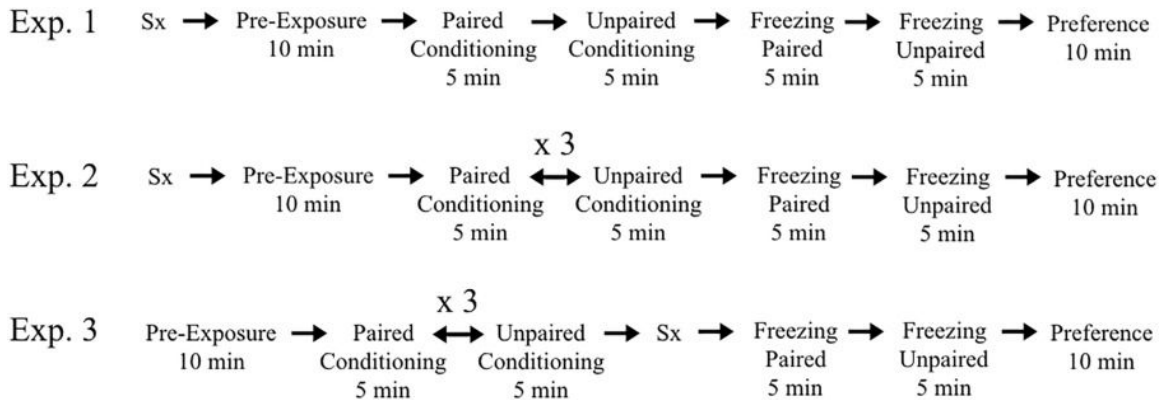 Exp. 1 Sx Pre-Exposure Paired Unpaired Freezing Freezing Preference
10 min Conditioning Conditioning Paired Unpaired 10 min
5 min 5 min 5 min 5 min
x 3
Exp. 2 Sx Pre-Exposure Paired Unpaired Freezing Freezing Preference
10 min Conditioning Conditioning Paired Unpaired 10 min
5 min 5 min 5 min 5 min
x 3
Exp. 3 Pre-Exposure Paired Unpaired Sx Freezing Freezing Preference
10 min Conditioning Conditioning Paired Unpaired 10 min
5 min 5 min 5 min 5 min